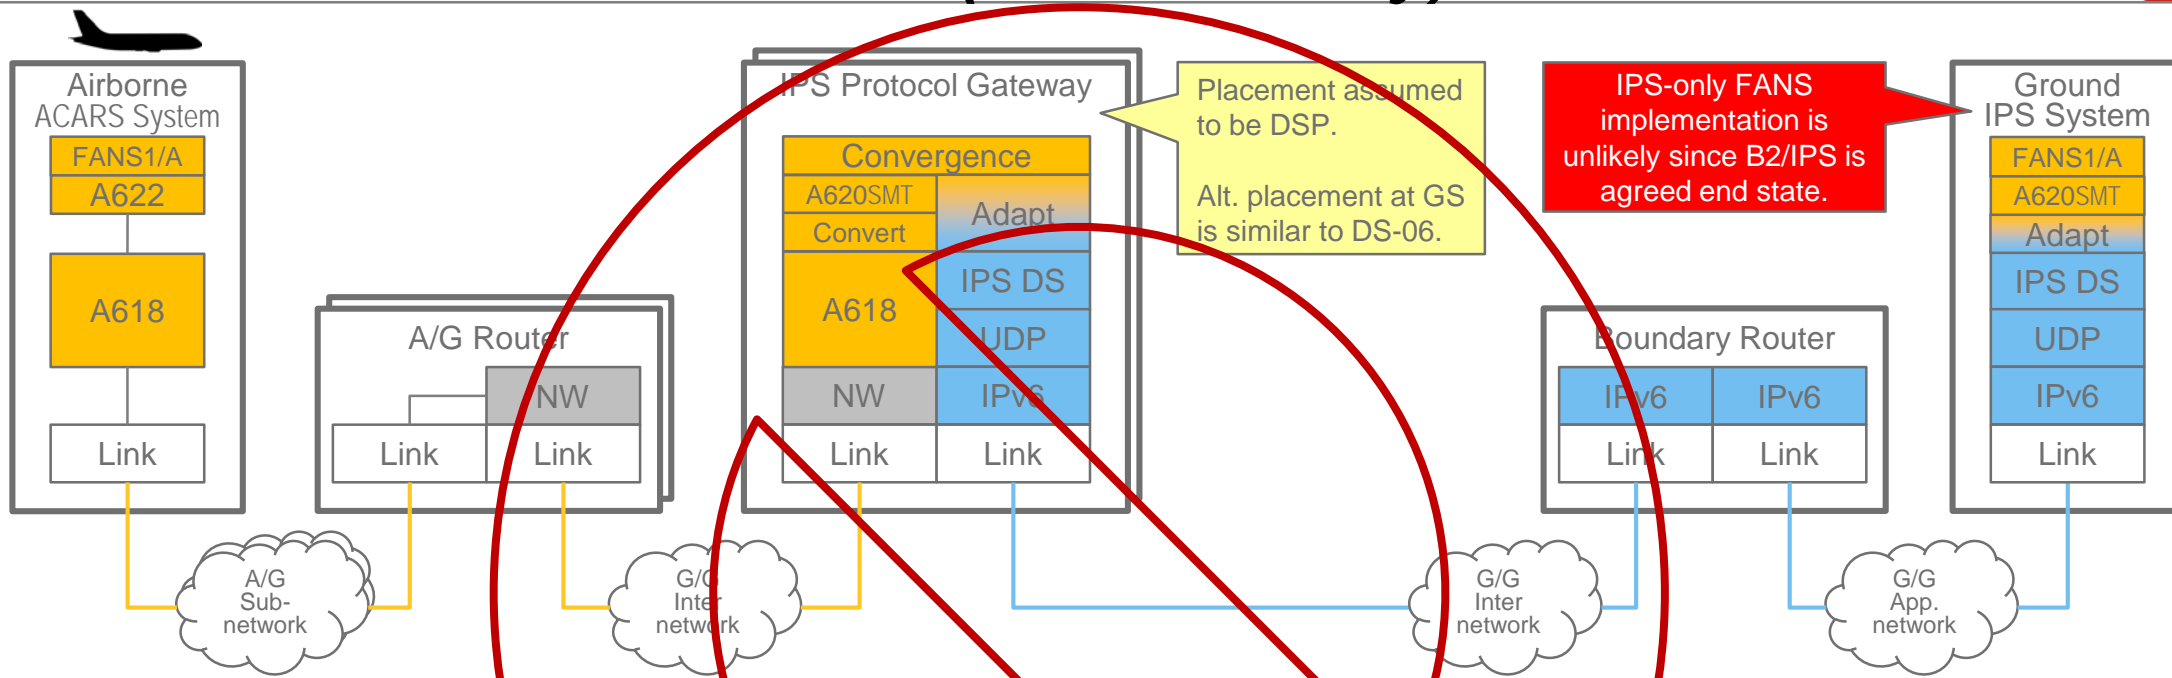 Airborne
ACARS System
FANS1/A
A622
A618
Link
A/G Router
NW
Link
Link
IPS Protocol Gateway
Convergence
A620SMT
Convert
Adapt
A618
IPS DS
UDP
NW
IPv6
Link
Link
Placement assumed
to be DSP.
Alt. placement at GS
is similar to DS-06.
IPS-only FANS
implementation is
unlikely since B2/IPS is
agreed end state.
Boundary Router
IPv6
IPv6
Link
Link
Ground
IPS System
FANS1/A
A620SMT
Adapt
IPS DS
UDP
IPv6
Link
A/G
Sub-
network
G/G
Inter
network
G/G
Inter
network
G/G
App.
network